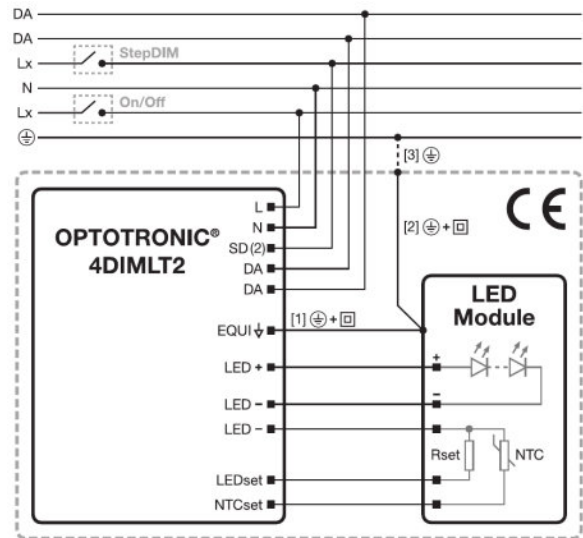 DA
DA
Lx
StepDIM
N
Lx
On/Off
[3]
[2] +
CE
OPTOTRONIC®
4DIMLT2
L
N
SD(2)
DA
DA
EQUI
[1] +
LED +
LED −
LED −
LEDset
NTCset
LED
Module
+
−
Rset
NTC